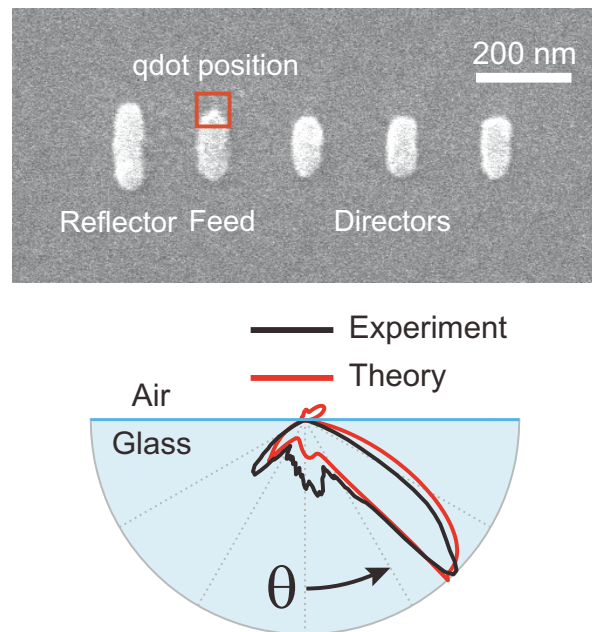 200 nm
qdot position
Reflector Feed Directors
Experiment
Theory
Air
Glass
θ